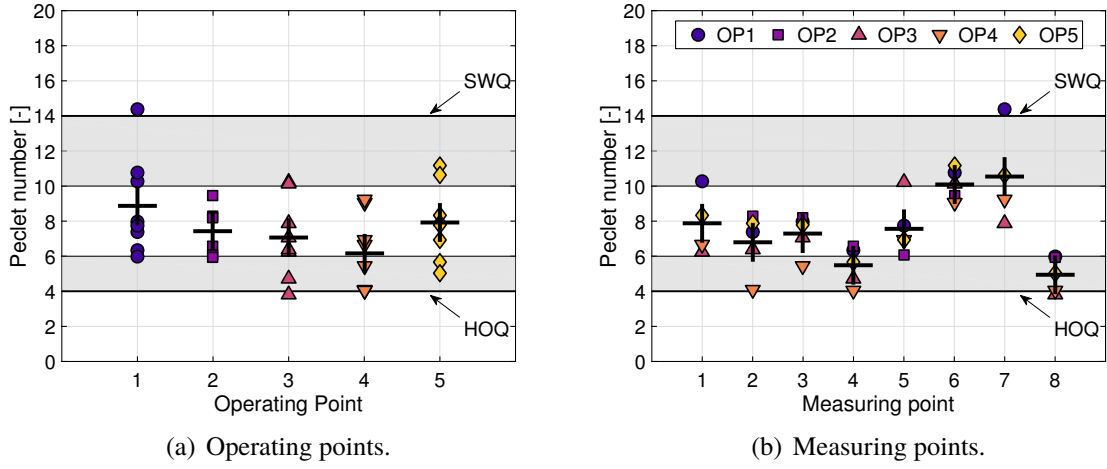 20
18
16
14
12
10
8
6
4
2
0
Peclet number [-]
SWQ
HOQ
1 2 3 4 5
Operating Point
(a) Operating points.
20
18
16
14
12
10
8
6
4
2
0
Peclet number [-]
OP1 OP2 OP3 OP4 OP5
SWQ
HOQ
1 2 3 4 5 6 7 8
Measuring point
(b) Measuring points.